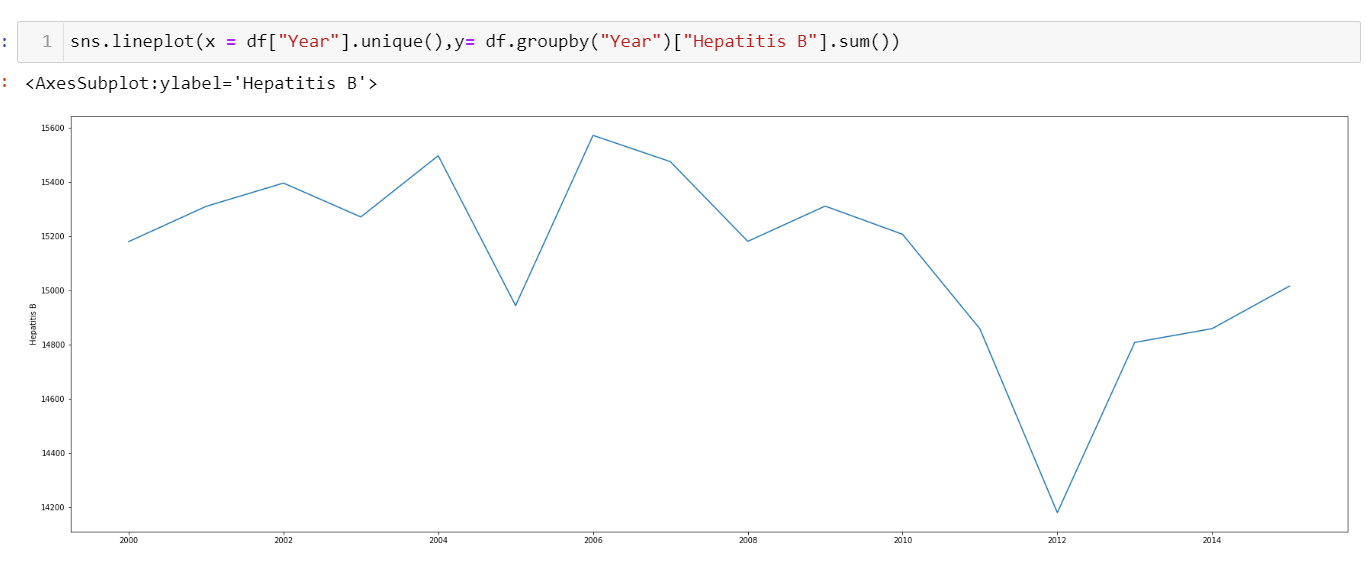 : 1 sns.lineplot(x = df["Year"].unique(),y= df.groupby("Year")["Hepatitis B"].sum())
: <AxesSubplot:ylabel='Hepatitis B'>
15600
15400
15200
15000
14800
14600
14400
14200
Hepatitis B
2000 2002 2004 2006 2008 2010 2012 2014